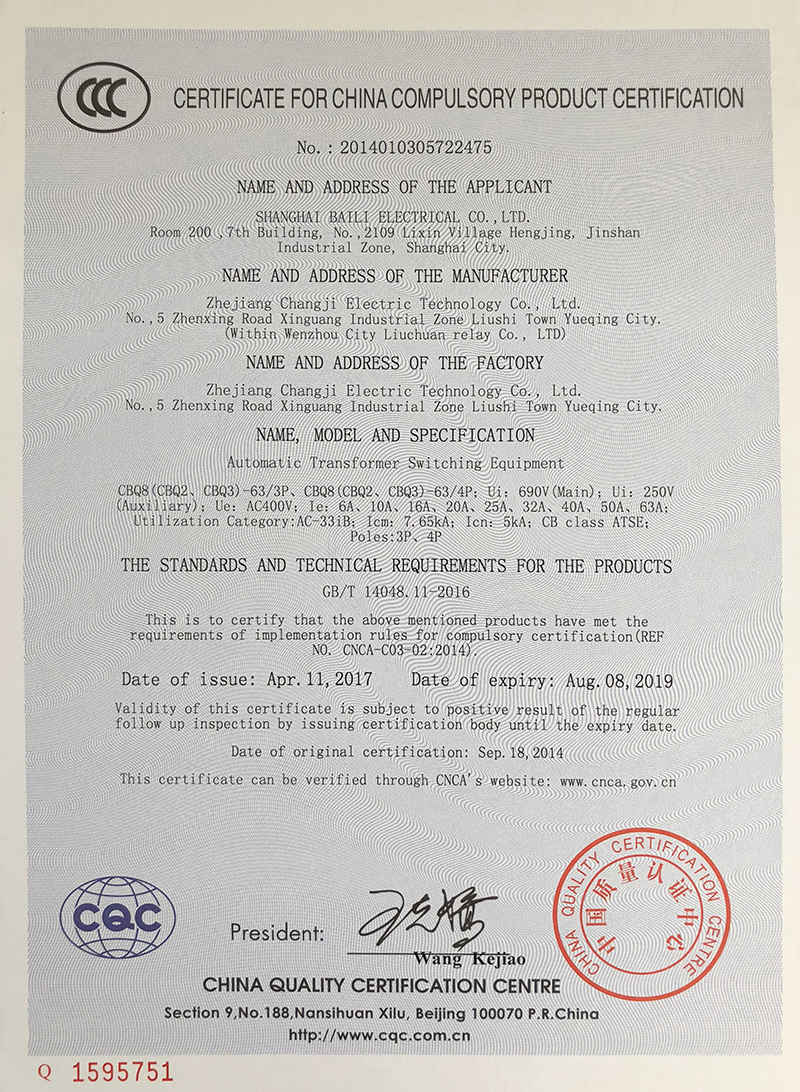 CCC
CERTIFICATE FOR CHINA COMPULSORY PRODUCT CERTIFICATION
No. : 2014010305722475
NAME AND ADDRESS OF THE APPLICANT
SHANGHAI BAILI ELECTRICAL CO.,LTD.
Room 200 ,7th Building, No.,2109 Lixin Village Hengjing, Jinshan
Industrial Zone, Shanghai City.
NAME AND ADDRESS OF THE MANUFACTURER
Zhejiang Changji Electric Technology Co., Ltd.
No.,5 Zhenxing Road Xinguang Industrial Zone Liushi Town Yueqing City.
(Within Wenzhou City Liuchuan relay Co., LTD)
NAME AND ADDRESS OF THE FACTORY
Zhejiang Changji Electric Technology Co., Ltd.
No.,5 Zhenxing Road Xinguang Industrial Zone Liushi Town Yueqing City.
NAME, MODEL AND SPECIFICATION
Automatic Transformer Switching Equipment
CBQ8(CBQ2、CBQ3)-63/3P、CBQ8(CBQ2、CBQ3)-63/4P; Ui: 690V(Main); Ui: 250V
(Auxiliary); Ue: AC400V; Ie: 6A、10A、16A、20A、25A、32A、40A、50A、63A;
Utilization Category:AC-33iB; Icm: 7.65kA; Icn: 5kA; CB class ATSE;
Poles:3P、4P
THE STANDARDS AND TECHNICAL REQUIREMENTS FOR THE PRODUCTS
GB/T 14048.11-2016
This is to certify that the above mentioned products have met the
requirements of implementation rules for compulsory certification(REF
NO. CNCA-C03-02:2014).
Date of issue: Apr.11,2017 Date of expiry: Aug.08,2019
Validity of this certificate is subject to positive result of the regular
follow up inspection by issuing certification body until the expiry date.
Date of original certification: Sep.18,2014
This certificate can be verified through CNCA's website: www.cnca.gov.cn
CQC
President:
王克娇
Wang Kejiao
CHINA QUALITY CERTIFICATION CENTRE
中国质量认证中心
CHINA QUALITY CERTIFICATION CENTRE
Section 9,No.188,Nansihuan Xilu, Beijing 100070 P.R.China
http://www.cqc.com.cn
Q 1595751